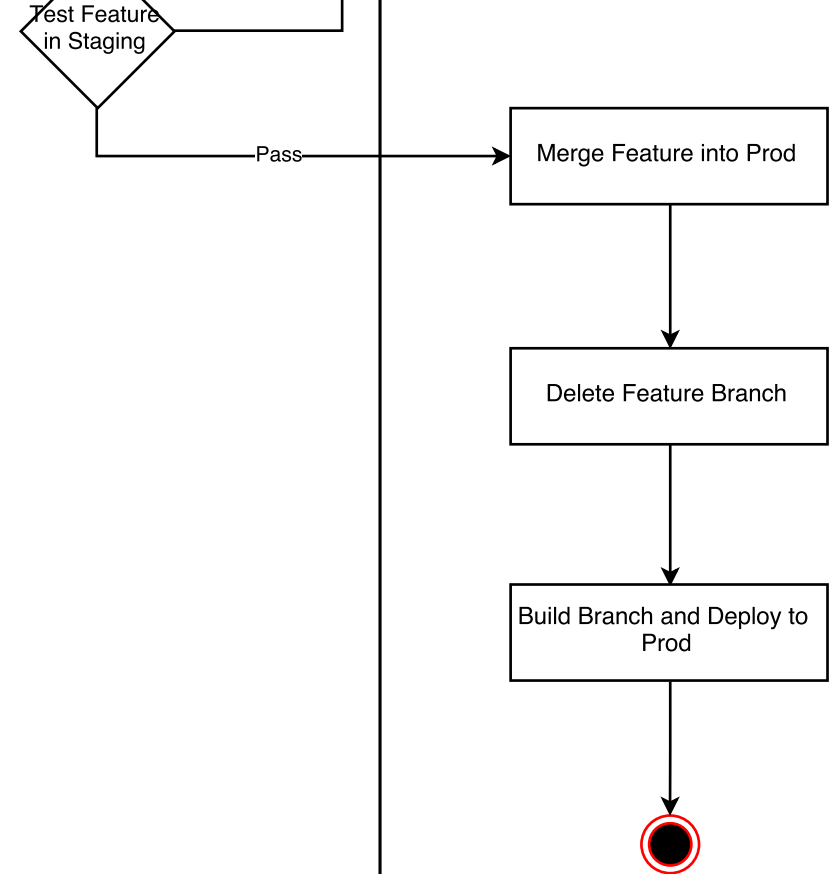 Test Feature
in Staging
Pass
Merge Feature into Prod
Delete Feature Branch
Build Branch and Deploy to
Prod